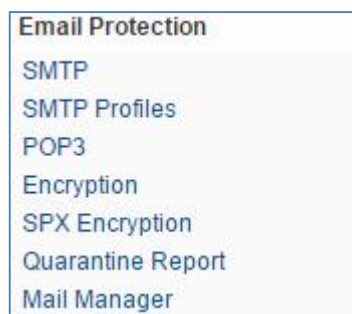 Email Protection
SMTP
SMTP Profiles
POP3
Encryption
SPX Encryption
Quarantine Report
Mail Manager